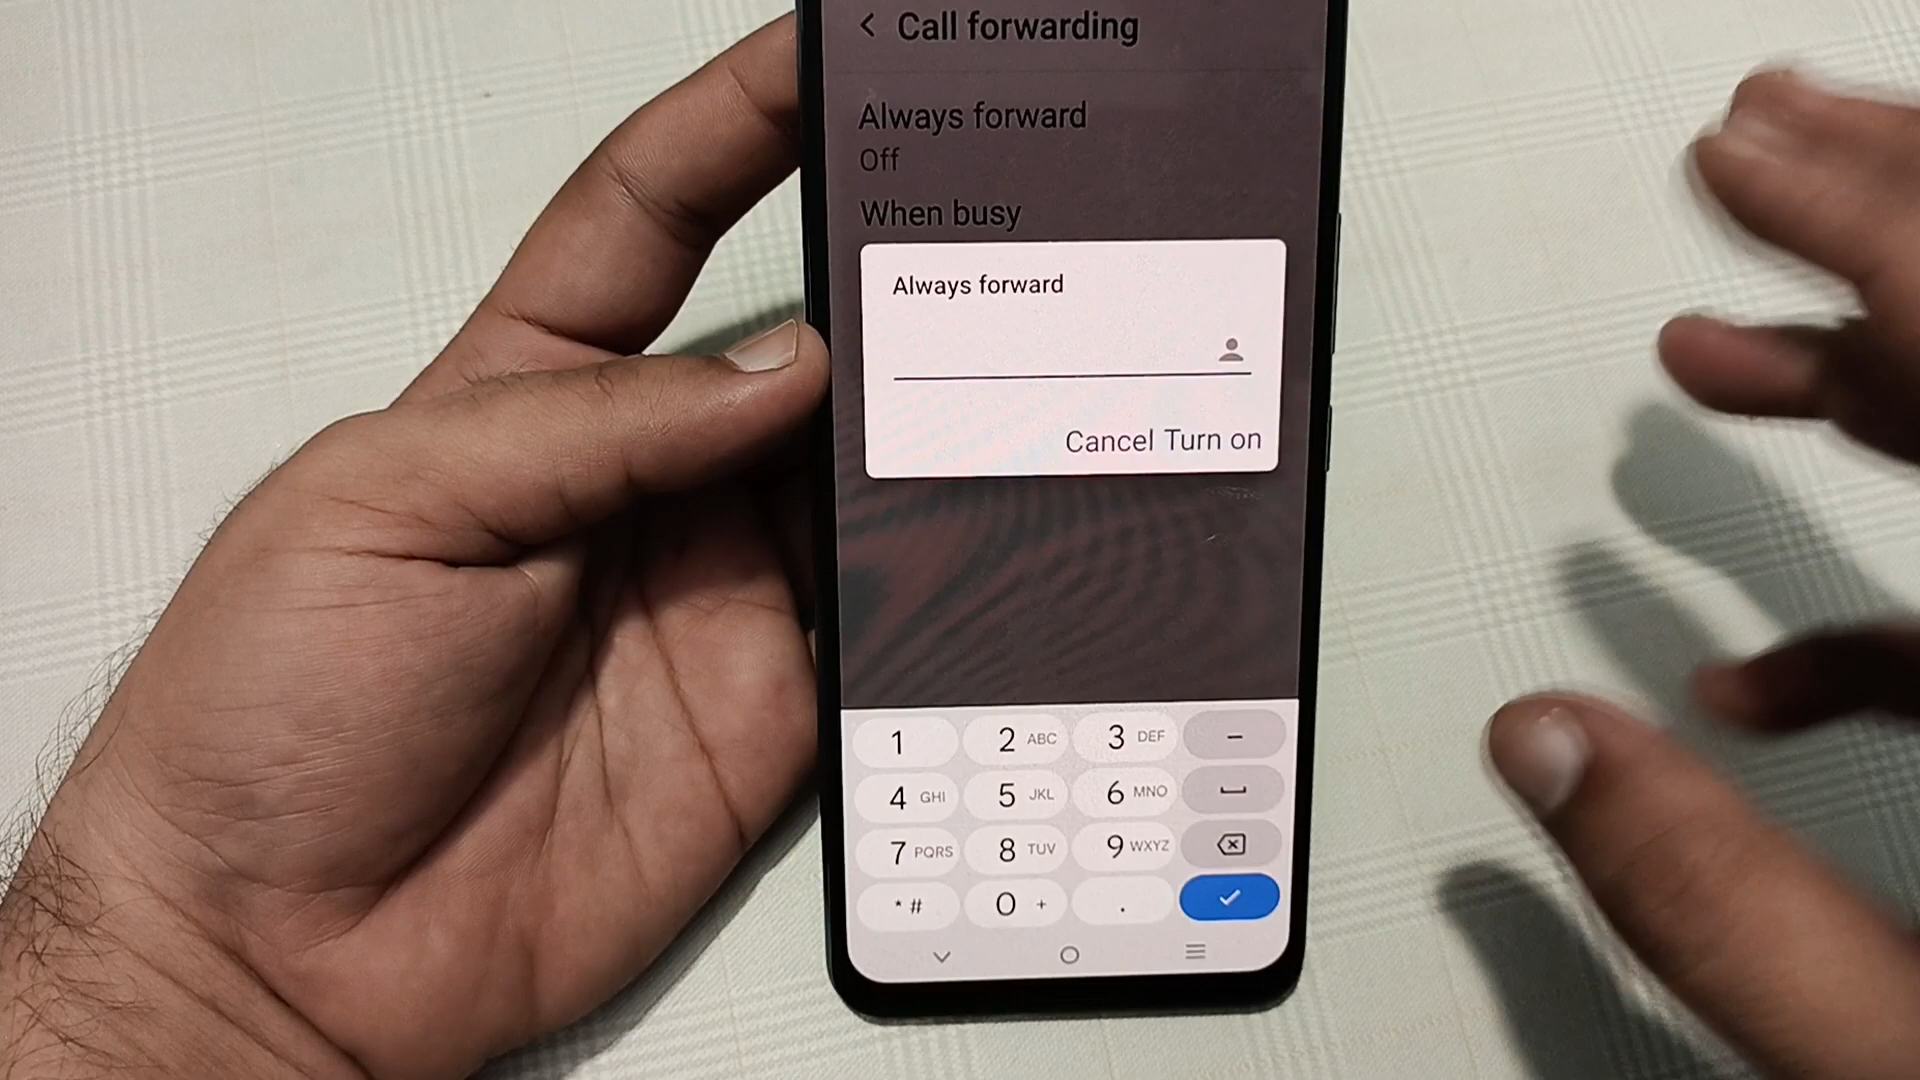 Call forwarding
Always forward
Off
When busy
Always forward
Cancel Turn on
1 2 ABC 3 DEF -
4 GHI 5 JKL 6 MNO
7 PQRS 8 TUV 9 WXYZ
* # 0 + .